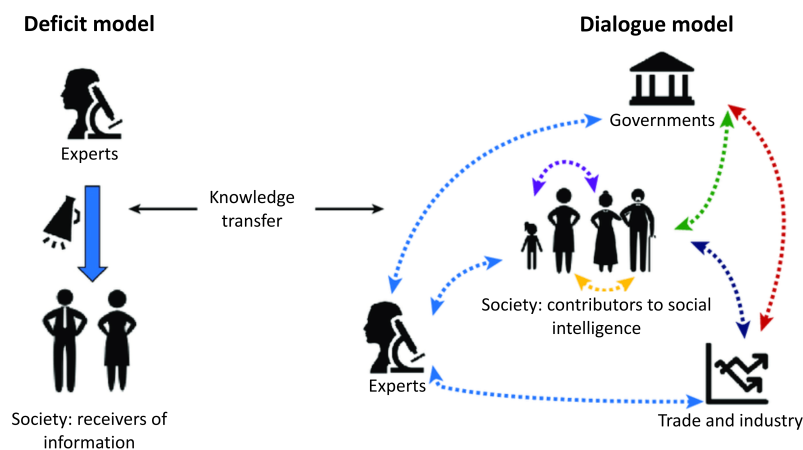 Deficit model
Experts
Society: receivers of
information
Knowledge
transfer
Dialogue model
Governments
Society: contributors to social
intelligence
Experts
Trade and industry